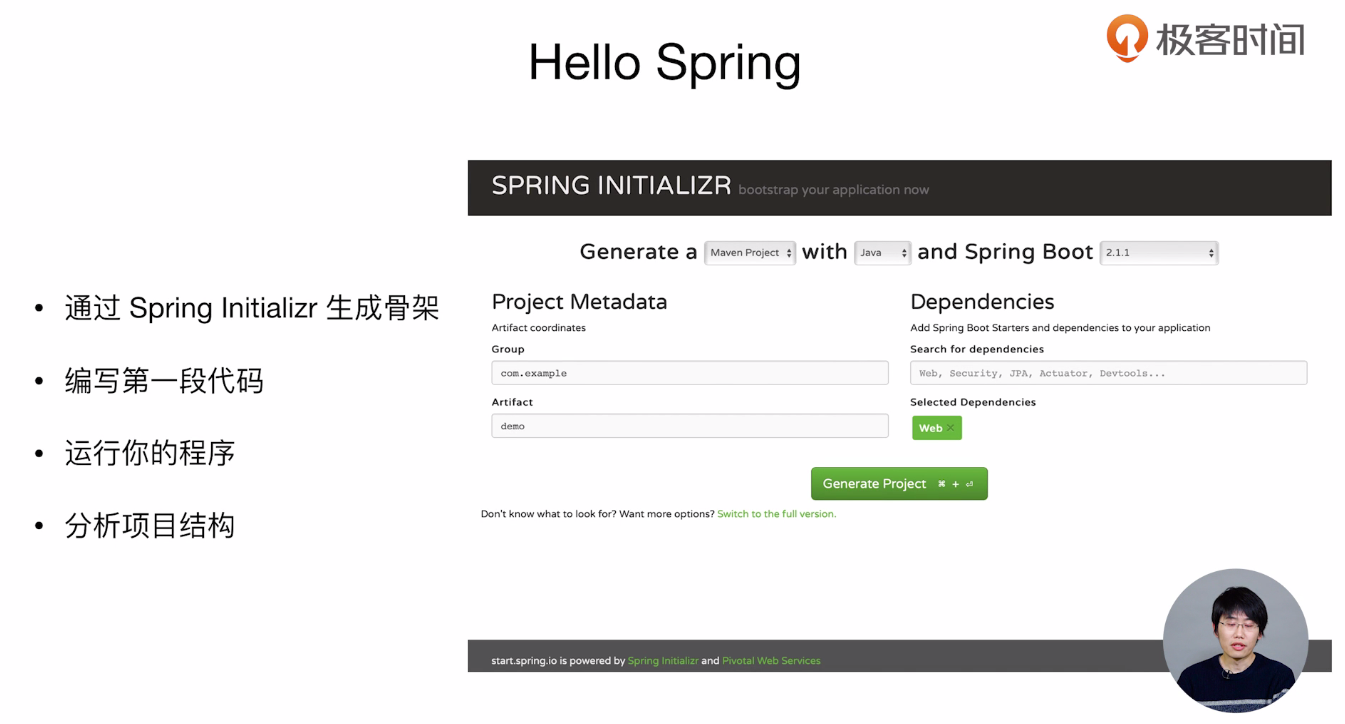 极客时间
Hello Spring
SPRING INITIALIZR bootstrap your application now
Generate a Maven Project with Java and Spring Boot 2.1.1
• 通过 Spring Initializr 生成骨架
• 编写第一段代码
• 运行你的程序
• 分析项目结构
Project Metadata
Artifact coordinates
Group
com.example
Artifact
demo
Dependencies
Add Spring Boot Starters and dependencies to your application
Search for dependencies
Web, Security, JPA, Actuator, Devtools...
Selected Dependencies
Web ×
Generate Project ⌘ + ⏎
Don't know what to look for? Want more options? Switch to the full version.
start.spring.io is powered by Spring Initializr and Pivotal Web Services